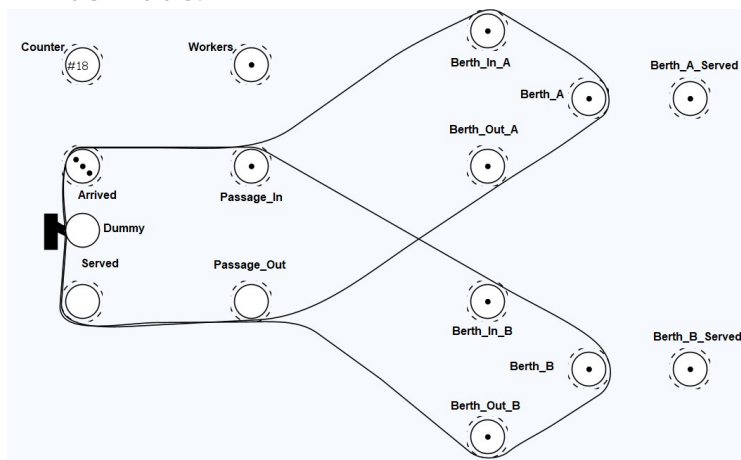 Counter
Workers
#18
Berth_In_A
Berth_A_Served
Berth_A
Berth_Out_A
Arrived
Passage_In
Dummy
Served
Passage_Out
Berth_In_B
Berth_B_Served
Berth_B
Berth_Out_B